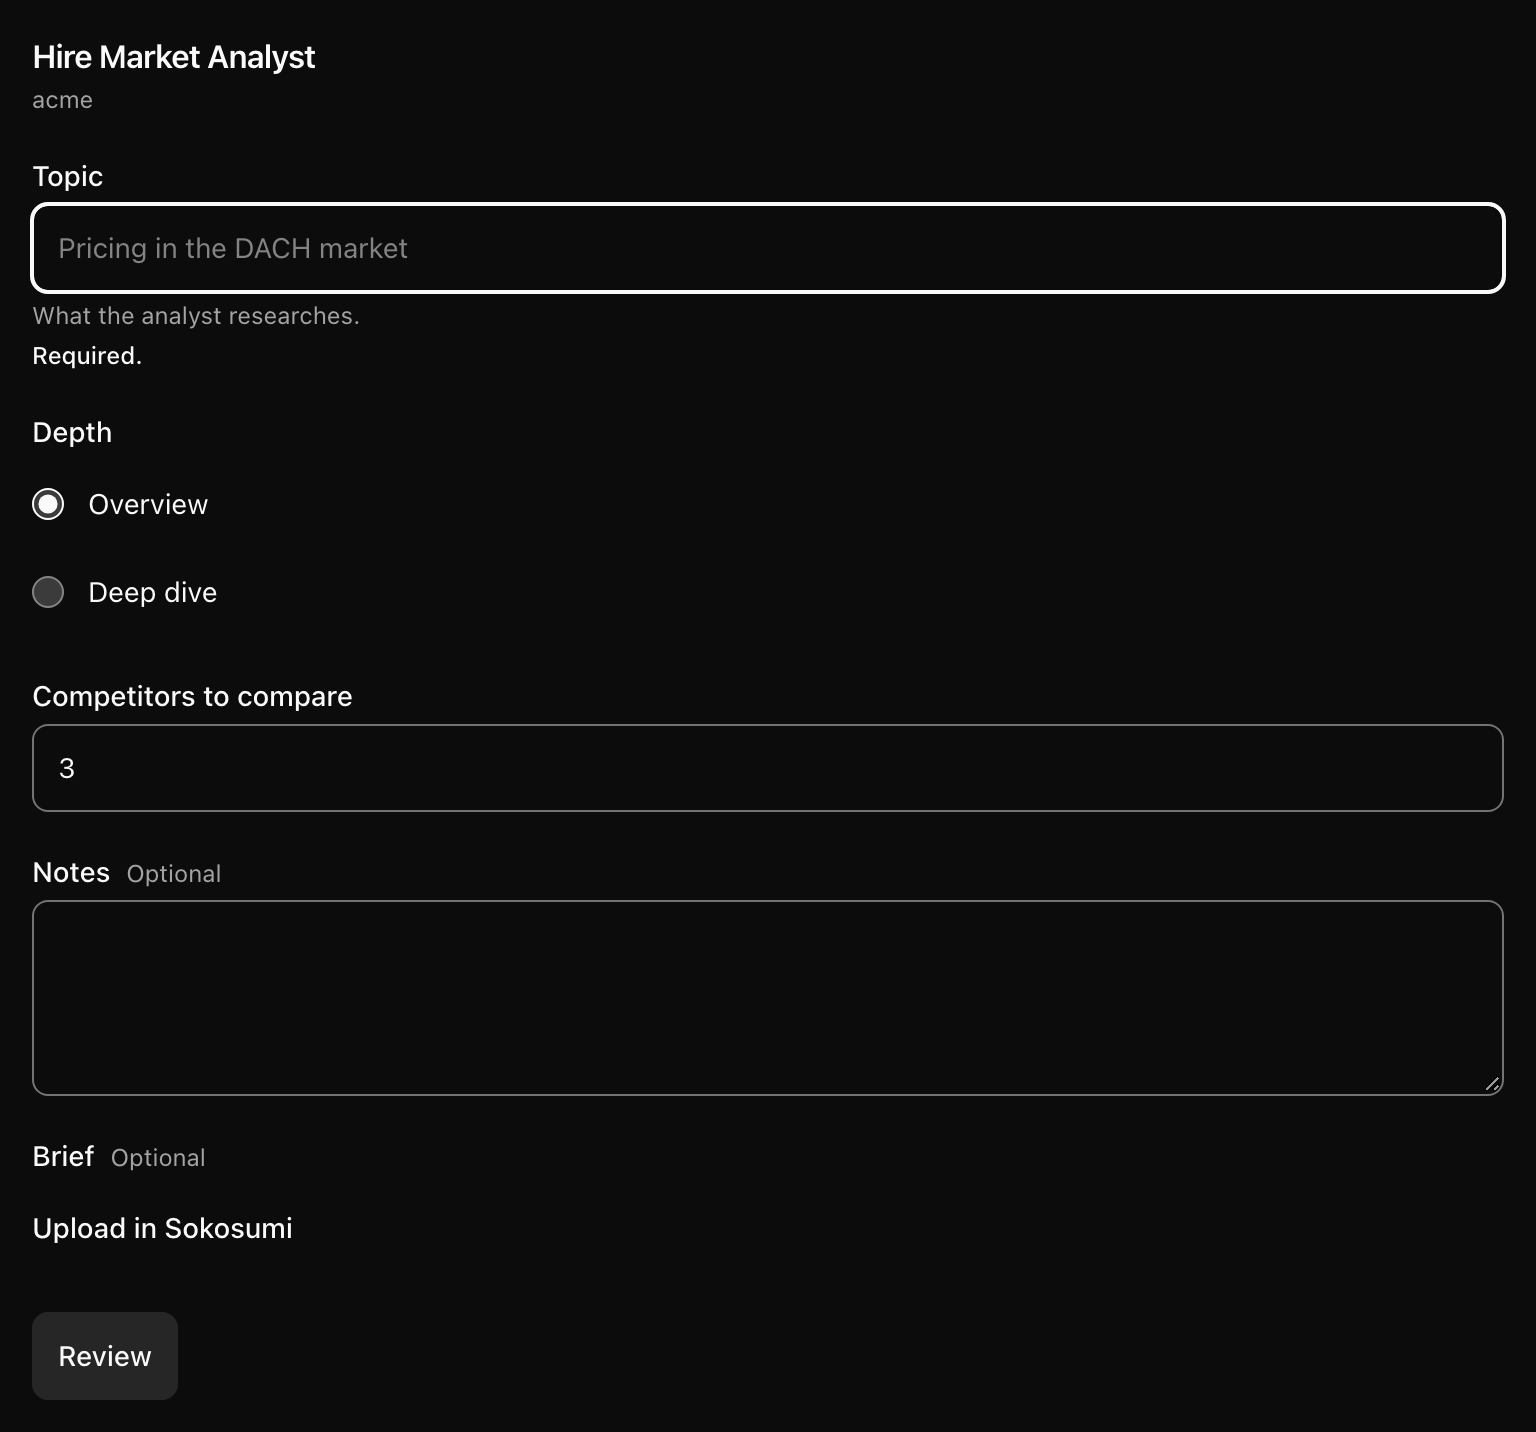 Hire Market Analyst
acme
Topic
Pricing in the DACH market
What the analyst researches.
Required.
Depth
Overview
Deep dive
Competitors to compare
3
Notes Optional
Brief Optional
Upload in Sokosumi
Review